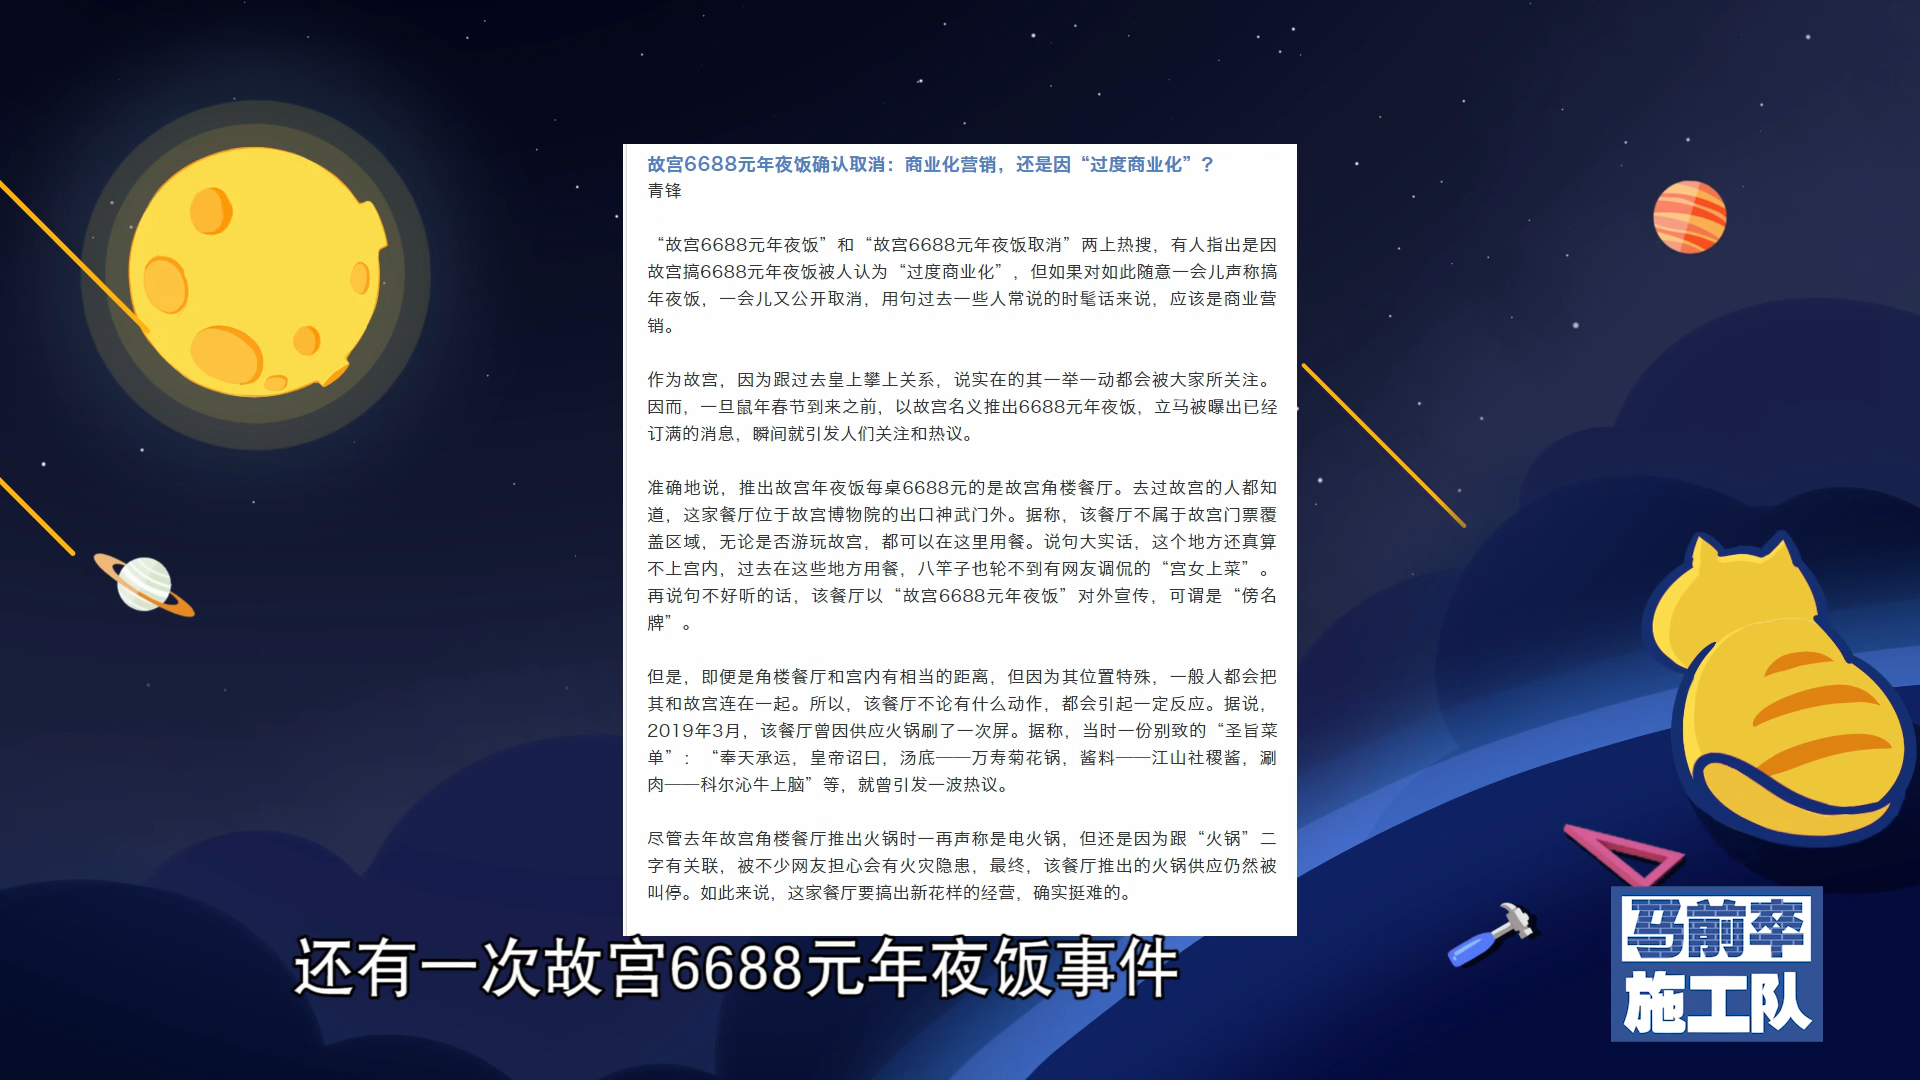 故宫6688元年夜饭确认取消：商业化营销，还是因“过度商业化”？
青锋
“故宫6688元年夜饭”和“故宫6688元年夜饭取消”两上热搜，有人指出是因
故宫搞6688元年夜饭被人认为“过度商业化”，但如果对如此随意一会儿声称搞
年夜饭，一会儿又公开取消，用句过去一些人常说的时髦话来说，应该是商业营
销。
作为故宫，因为跟过去皇上攀上关系，说实在的其一举一动都会被大家所关注。
因而，一旦鼠年春节到来之前，以故宫名义推出6688元年夜饭，立马被曝出已经
订满的消息，瞬间就引发人们关注和热议。
准确地说，推出故宫年夜饭每桌6688元的是故宫角楼餐厅。去过故宫的人都知
道，这家餐厅位于故宫博物院的出口神武门外。据称，该餐厅不属于故宫门票覆
盖区域，无论是否游玩故宫，都可以在这里用餐。说句大实话，这个地方还真算
不上宫内，过去在这些地方用餐，八竿子也轮不到有网友调侃的“宫女上菜”。
再说句不好听的话，该餐厅以“故宫6688元年夜饭”对外宣传，可谓是“傍名
牌”。
但是，即便是角楼餐厅和宫内有相当的距离，但因为其位置特殊，一般人都会把
其和故宫连在一起。所以，该餐厅不论有什么动作，都会引起一定反应。据说，
2019年3月，该餐厅曾因供应火锅刷了一次屏。据称，当时一份别致的“圣旨菜
单”：“奉天承运，皇帝诏曰，汤底——万寿菊花锅，酱料——江山社稷酱，涮
肉——科尔沁牛上脑”等，就曾引发一波热议。
尽管去年故宫角楼餐厅推出火锅时一再声称是电火锅，但还是因为跟“火锅”二
字有关联，被不少网友担心会有火灾隐患，最终，该餐厅推出的火锅供应仍然被
叫停。如此来说，这家餐厅要搞出新花样的经营，确实挺难的。
还有一次故宫6688元年夜饭事件
马前卒
施工队